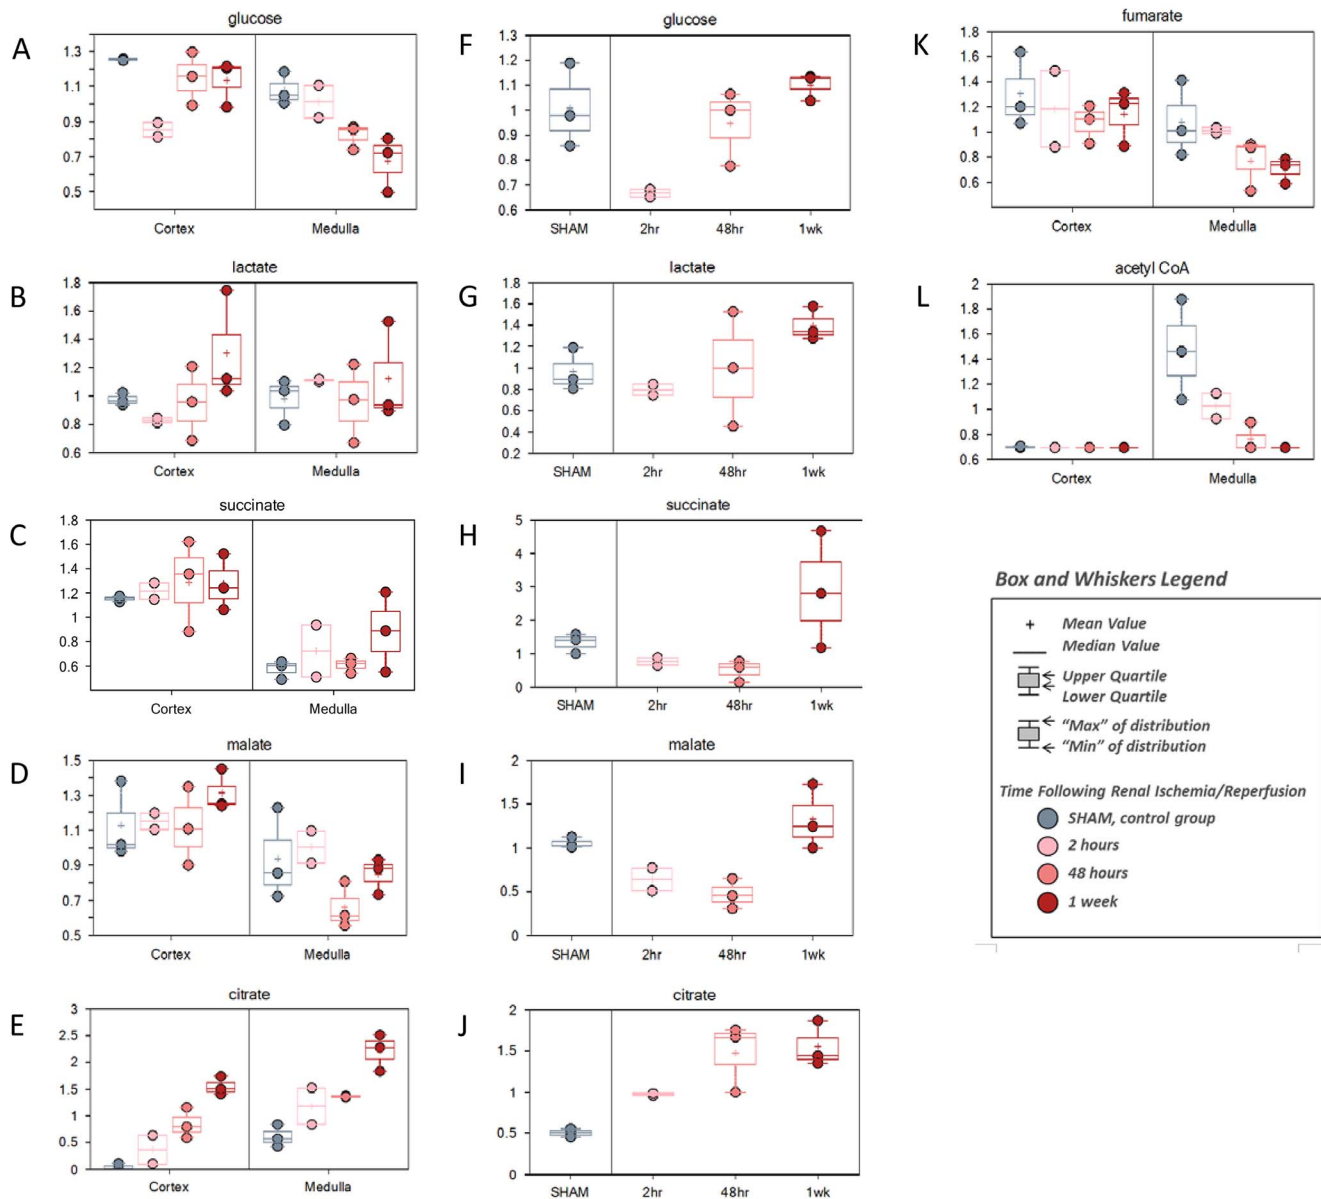 A
glucose
1.3
1.1
0.9
0.7
0.5
Cortex
Medulla
B
lactate
1.8
1.6
1.4
1.2
1
0.8
0.6
Cortex
Medulla
C
succinate
1.8
1.6
1.4
1.2
1
0.8
0.6
Cortex
Medulla
D
malate
1.5
1.3
1.1
0.9
0.7
0.5
Cortex
Medulla
E
citrate
3
2.5
2
1.5
1
0.5
0
Cortex
Medulla
F
glucose
1.3
1.2
1.1
1
0.9
0.8
0.7
0.6
SHAM
2hr
48hr
1wk
G
lactate
1.8
1.6
1.4
1.2
1
0.8
0.6
0.4
0.2
SHAM
2hr
48hr
1wk
H
succinate
5
4
3
2
1
0
SHAM
2hr
48hr
1wk
I
malate
2
1.5
1
0.5
0
SHAM
2hr
48hr
1wk
J
citrate
2
1.5
1
0.5
0
SHAM
2hr
48hr
1wk
K
fumarate
1.8
1.6
1.4
1.2
1
0.8
0.6
Cortex
Medulla
L
acetyl CoA
2
1.8
1.6
1.4
1.2
1
0.8
0.6
Cortex
Medulla
Box and Whiskers Legend
+ Mean Value
Median Value
Upper Quartile
Lower Quartile
“Max” of distribution
“Min” of distribution
Time Following Renal Ischemia/Reperfusion
SHAM, control group
2 hours
48 hours
1 week